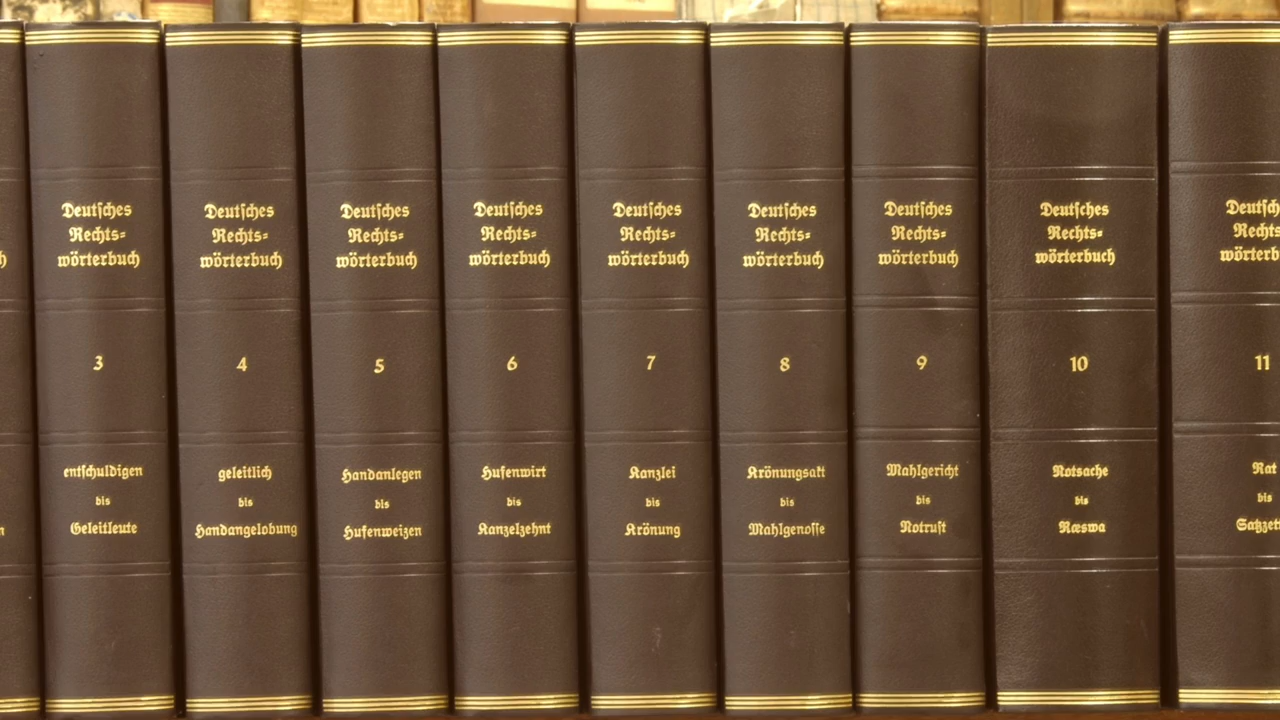 Deutsches
Rechts-
wörterbuch
3
entschuldigen
bis
Geleitleute
Deutsches
Rechts-
wörterbuch
4
geleitlich
bis
Handangelobung
Deutsches
Rechts-
wörterbuch
5
Handanlegen
bis
Hufenweizen
Deutsches
Rechts-
wörterbuch
6
Hufenwirt
bis
Kanzelzehnt
Deutsches
Rechts-
wörterbuch
7
Kanzlei
bis
Krönung
Deutsches
Rechts-
wörterbuch
8
Krönungsakt
bis
Mahlgenosse
Deutsches
Rechts-
wörterbuch
9
Mahlgericht
bis
Notrust
Deutsches
Rechts-
wörterbuch
10
Notsache
bis
Ræswa
11
Rat
bis